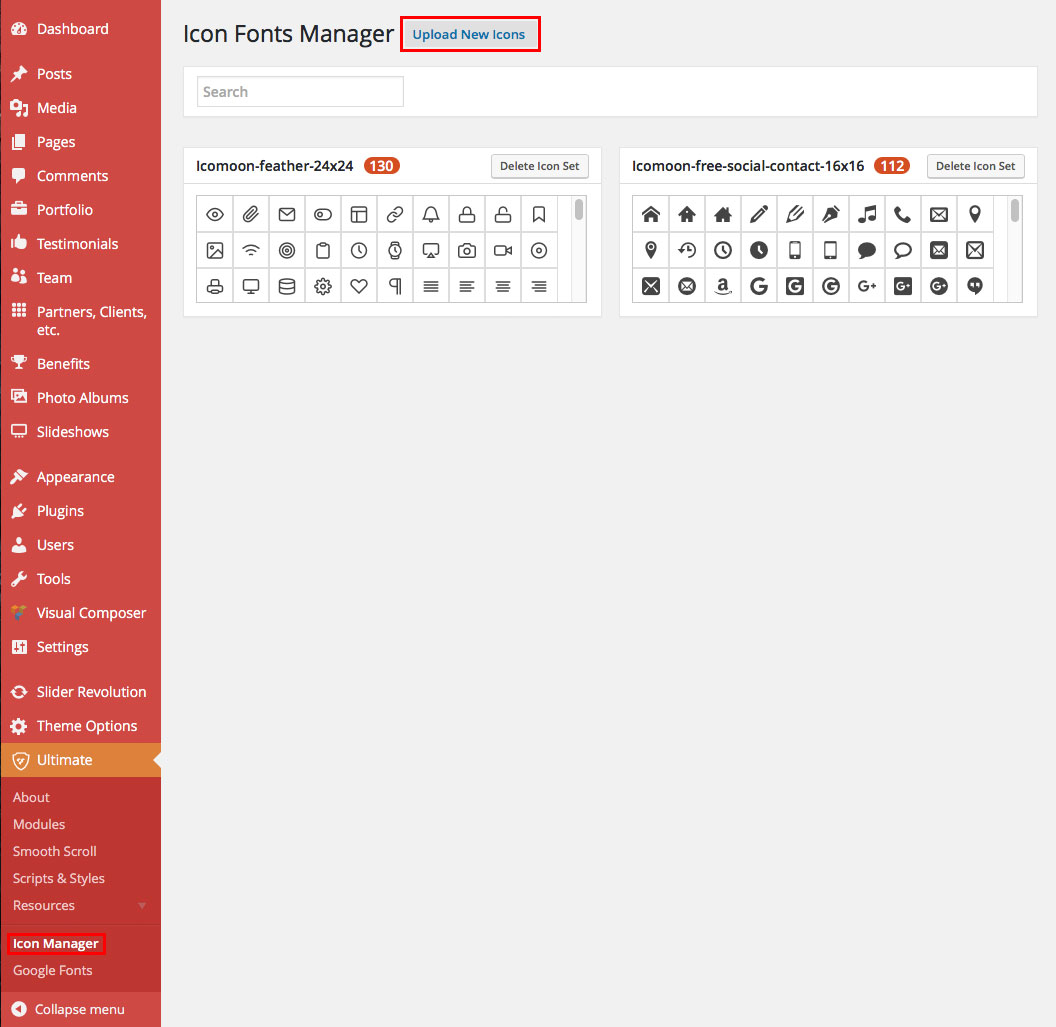 Dashboard
Posts
Media
Pages
Comments
Portfolio
Testimonials
Team
Partners, Clients,
etc.
Benefits
Photo Albums
Slideshows
Appearance
Plugins
Users
Tools
Visual Composer
Settings
Slider Revolution
Theme Options
Ultimate
About
Modules
Smooth Scroll
Scripts & Styles
Resources
Icon Manager
Google Fonts
Collapse menu
Icon Fonts Manager Upload New Icons
Search
Icomoon-feather-24x24 130 Delete Icon Set
Icomoon-free-social-contact-16x16 112 Delete Icon Set